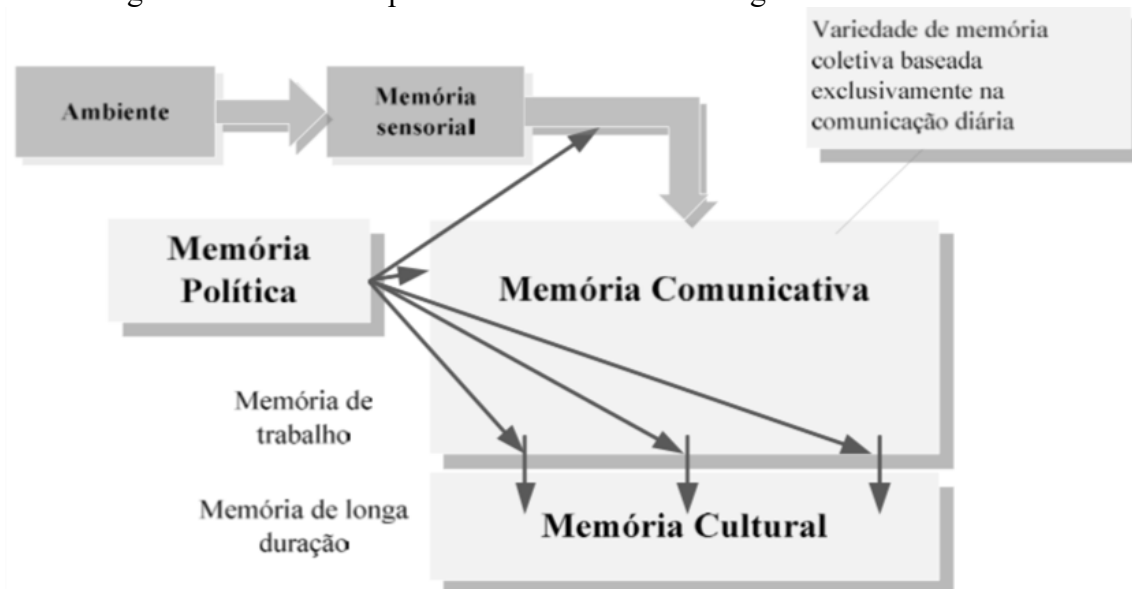 Variedade de memória
coletiva baseada
exclusivamente na
comunicação diária
Ambiente
Memória
sensorial
Memória
Política
Memória Comunicativa
Memória de
trabalho
Memória de longa
duração
Memória Cultural